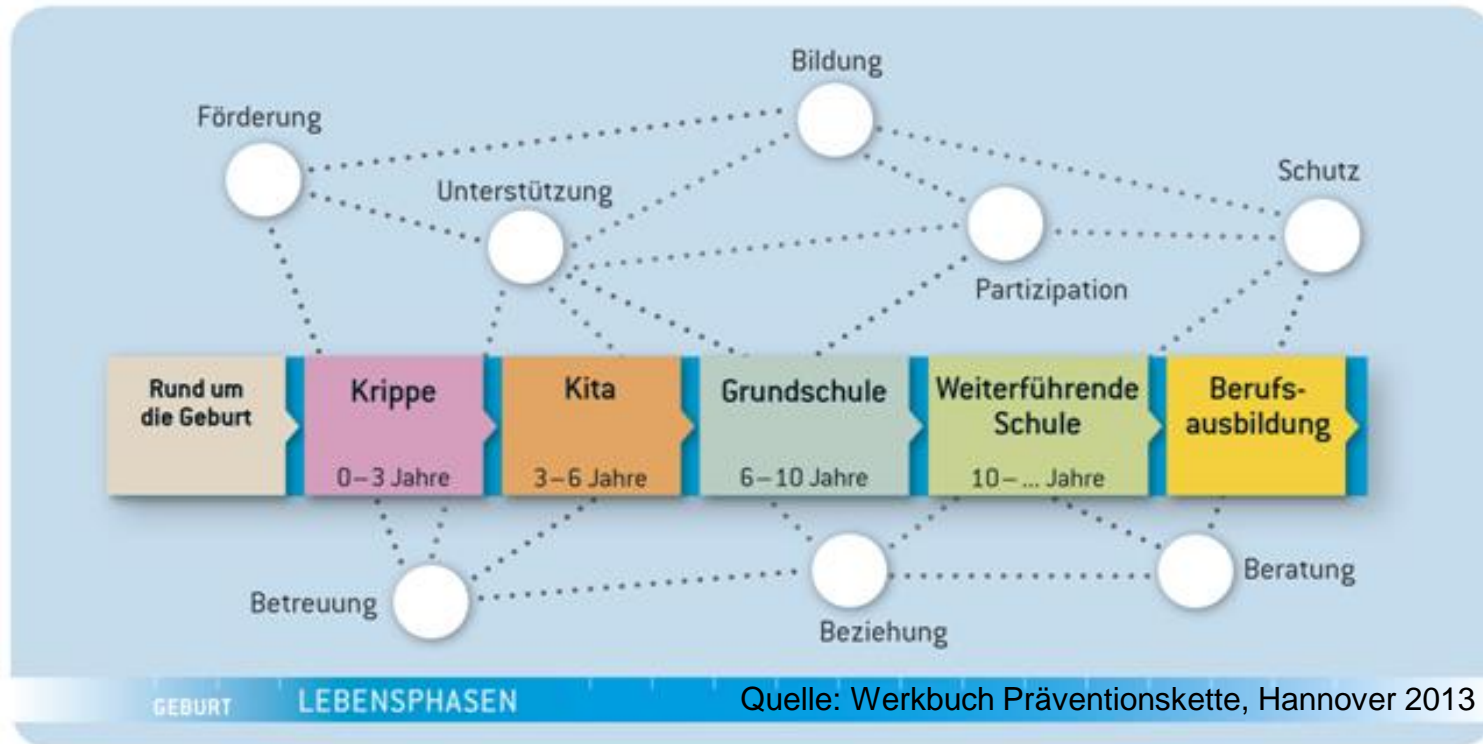 Bildung
Förderung
Schutz
Unterstützung
Partizipation
Rund um
die Geburt
Krippe
0–3 Jahre
Kita
3–6 Jahre
Grundschule
6–10 Jahre
Weiterführende
Schule
10–... Jahre
Berufs-
ausbildung
Betreuung
Beziehung
Beratung
GEBURT
LEBENSPHASEN
Quelle: Werkbuch Präventionskette, Hannover 2013